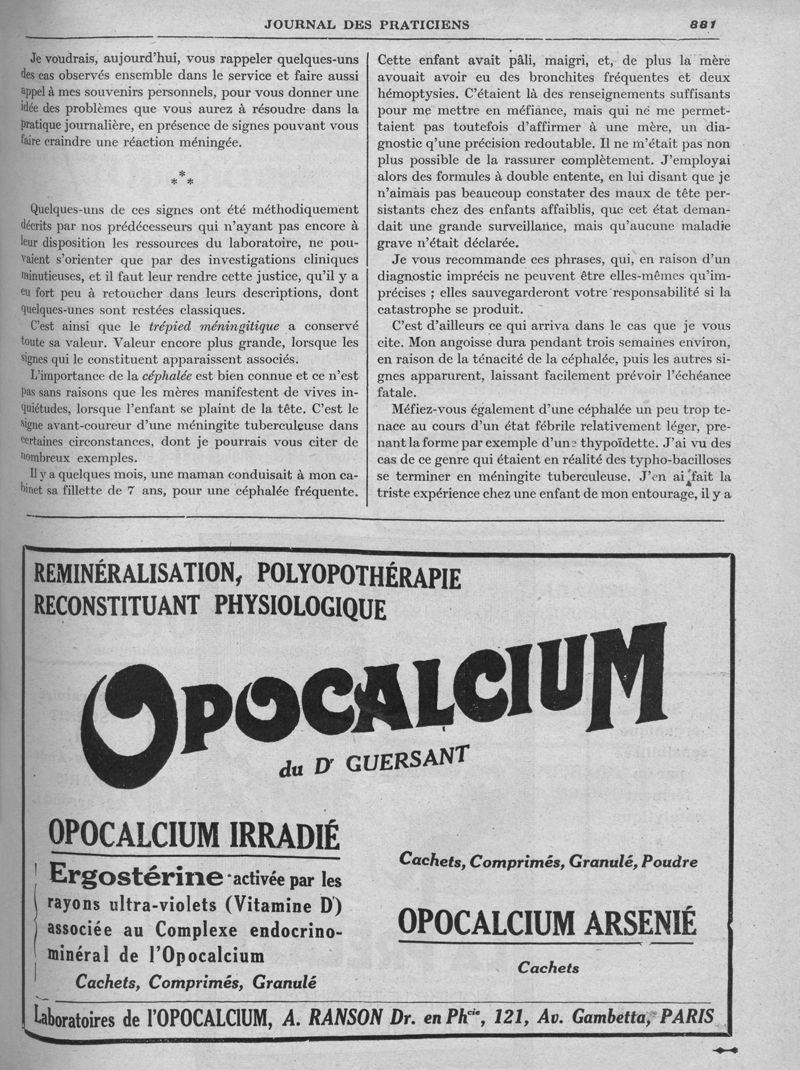 JOURNAL DES PRATICIENS 881
Je voudrais, aujourd'hui, vous rappeler quelques-uns
des cas observés ensemble dans le service et faire aussi
appel à mes souvenirs personnels, pour vous donner une
idée des problèmes que vous aurez à résoudre dans la
pratique journalière, en présence de signes pouvant vous
faire craindre une réaction méningée.
*
* *
Quelques-uns de ces signes ont été méthodiquement
décrits par nos prédécesseurs qui n'ayant pas encore à
leur disposition les ressources du laboratoire, ne pou-
vaient s'orienter que par des investigations cliniques
minutieuses, et il faut leur rendre cette justice, qu'il y a
eu fort peu à retoucher dans leurs descriptions, dont
quelques-unes sont restées classiques.
C'est ainsi que le trépied méningitique a conservé
toute sa valeur. Valeur encore plus grande, lorsque les
signes qui le constituent apparaissent associés.
L'importance de la céphalée est bien connue et ce n'est
pas sans raisons que les mères manifestent de vives in-
quiétudes, lorsque l'enfant se plaint de la tête. C'est le
signe avant-coureur d'une méningite tuberculeuse dans
certaines circonstances, dont je pourrais vous citer de
nombreux exemples.
Il y a quelques mois, une maman conduisait à mon ca-
binet sa fillette de 7 ans, pour une céphalée fréquente.
Cette enfant avait pâli, maigri, et, de plus la mère
avouait avoir eu des bronchites fréquentes et deux
hémoptysies. C'étaient là des renseignements suffisants
pour me mettre en méfiance, mais qui ne me permet-
taient pas toutefois d'affirmer à une mère, un dia-
gnostic q'une précision redoutable. Il ne m'était pas non
plus possible de la rassurer complètement. J'employai
alors des formules à double entente, en lui disant que je
n'aimais pas beaucoup constater des maux de tête per-
sistants chez des enfants affaiblis, que cet état deman-
dait une grande surveillance, mais qu'aucune maladie
grave n'était déclarée.
Je vous recommande ces phrases, qui, en raison d'un
diagnostic imprécis ne peuvent être elles-mêmes qu'im-
précises ; elles sauvegarderont votre responsabilité si la
catastrophe se produit.
C'est d'ailleurs ce qui arriva dans le cas que je vous
cite. Mon angoisse dura pendant trois semaines environ,
en raison de la ténacité de la céphalée, puis les autres si-
gnes apparurent, laissant facilement prévoir l'échéance
fatale.
Méfiez-vous également d'une céphalée un peu trop te-
nace au cours d'un état fébrile relativement léger, pre-
nant la forme par exemple d'une thypoïdette. J'ai vu des
cas de ce genre qui étaient en réalité des typho-bacilloses
se terminer en méningite tuberculeuse. J'en ai fait la
triste expérience chez une enfant de mon entourage, il y a
REMINÉRALISATION, POLYOPOTHÉRAPIE
RECONSTITUANT PHYSIOLOGIQUE
OPOCALCIUM
du Dr GUERSANT
OPOCALCIUM IRRADIÉ
Ergostérine activée par les
rayons ultra-violets (Vitamine D)
associée au Complexe endocrino-
minéral de l'Opocalcium
Cachets, Comprimés, Granulé
Cachets, Comprimés, Granulé, Poudre
OPOCALCIUM ARSENIÉ
Cachets
Laboratoires de l'OPOCALCIUM, A. RANSON Dr. en Phcie, 121, Av. Gambetta, PARIS